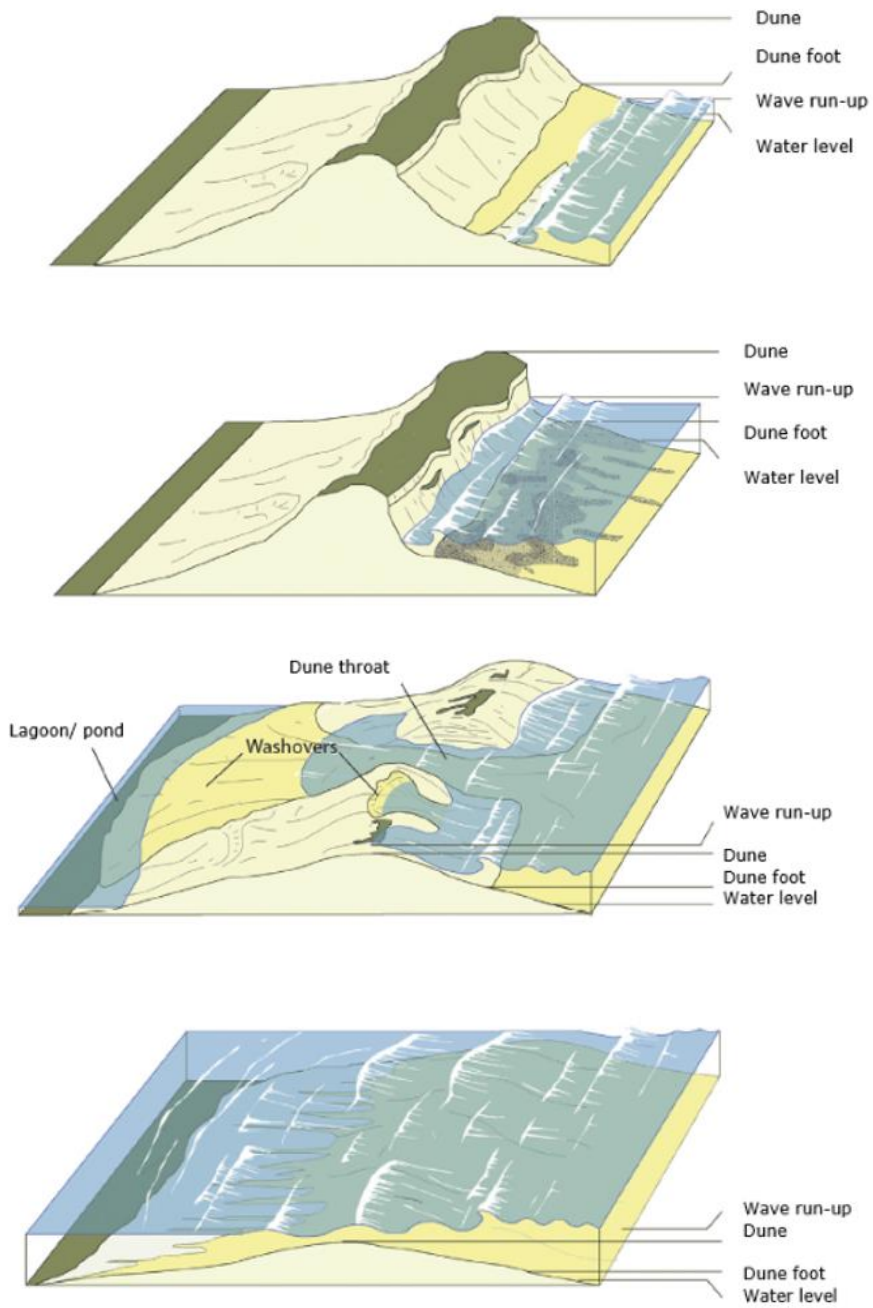 Dune
Dune foot
Wave run-up
Water level
Dune
Wave run-up
Dune foot
Water level
Dune throat
Lagoon/ pond
Washovers
Wave run-up
Dune
Dune foot
Water level
Wave run-up
Dune
Dune foot
Water level